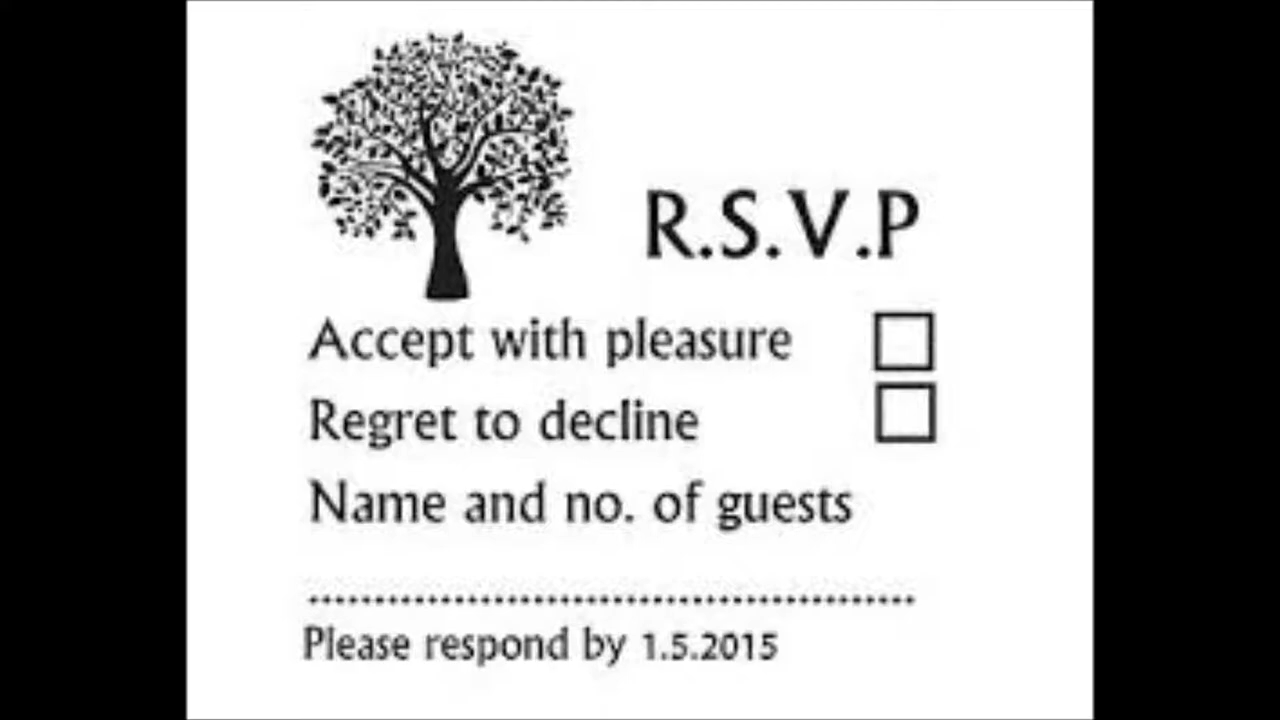 R.S.V.P
Accept with pleasure
Regret to decline
Name and no. of guests
..................................................
Please respond by 1.5.2015